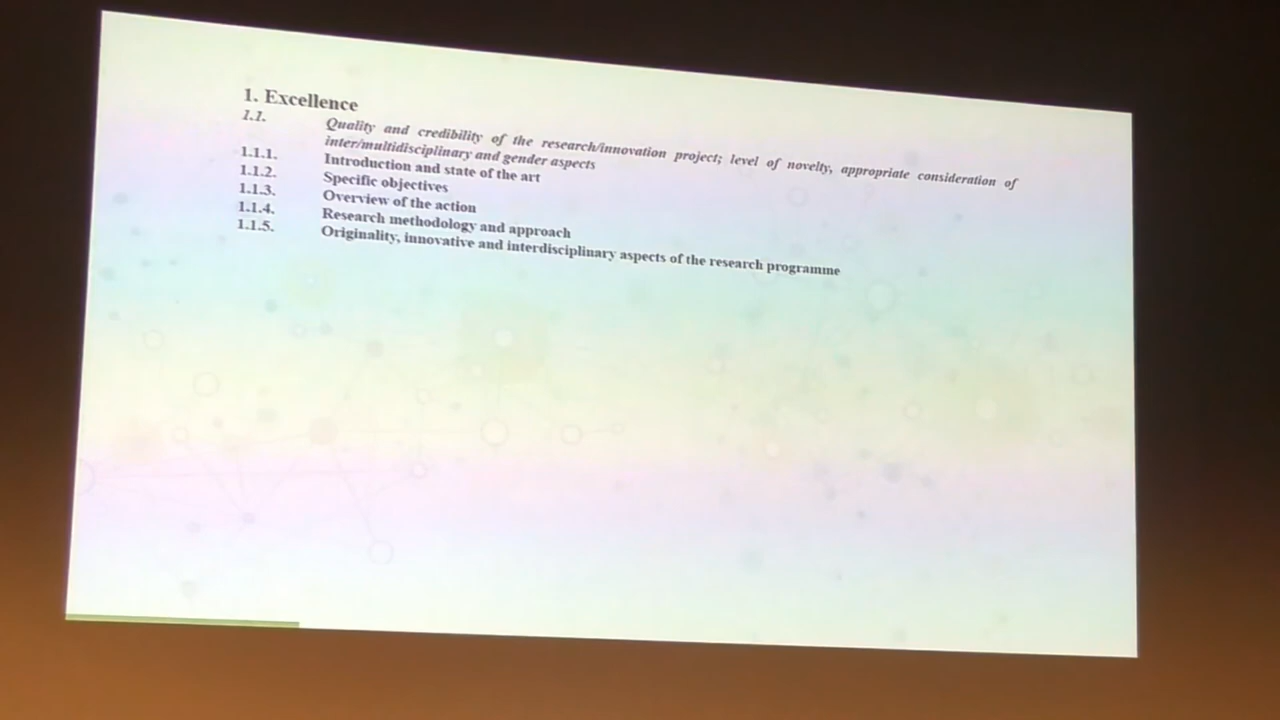 1. Excellence
1.1. Quality and credibility of the research/innovation project; level of novelty, appropriate consideration of
inter/multidisciplinary and gender aspects
1.1.1. Introduction and state of the art
1.1.2. Specific objectives
1.1.3. Overview of the action
1.1.4. Research methodology and approach
1.1.5. Originality, innovative and interdisciplinary aspects of the research programme